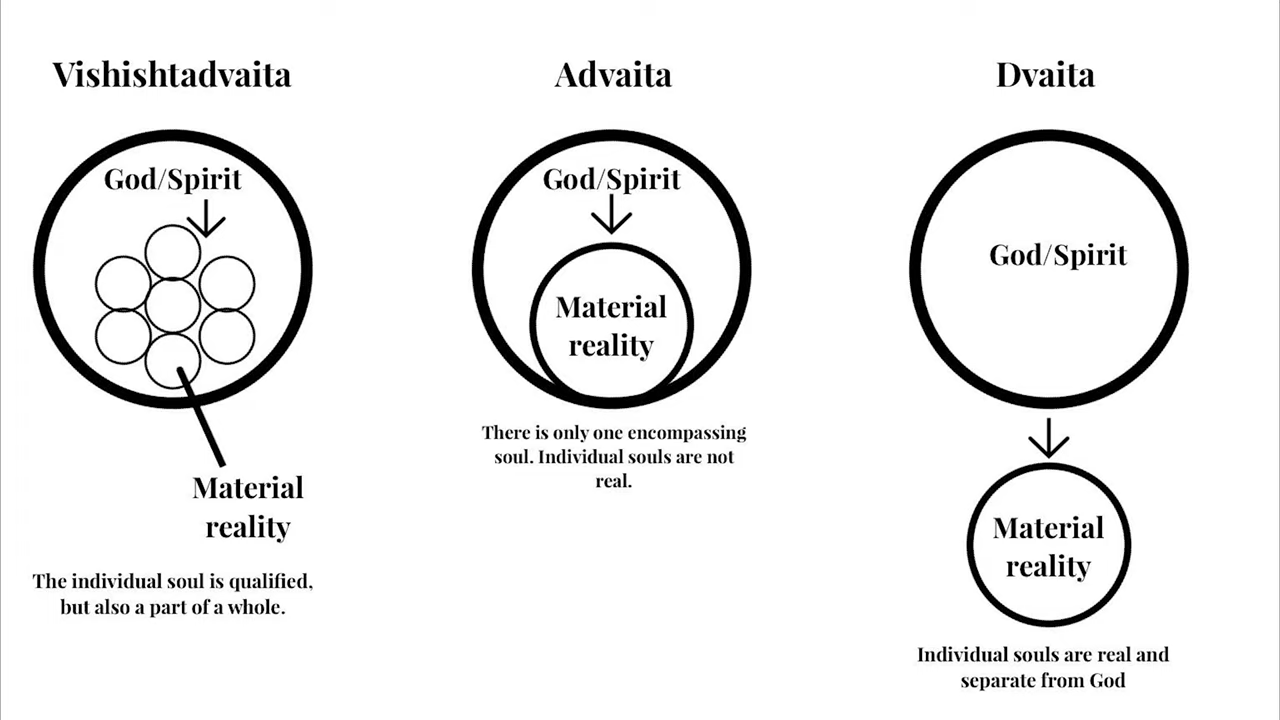 Vishishtadvaita
God/Spirit
Material
reality
The individual soul is qualified,
but also a part of a whole.
Advaita
God/Spirit
Material
reality
There is only one encompassing
soul. Individual souls are not
real.
Dvaita
God/Spirit
Material
reality
Individual souls are real and
separate from God